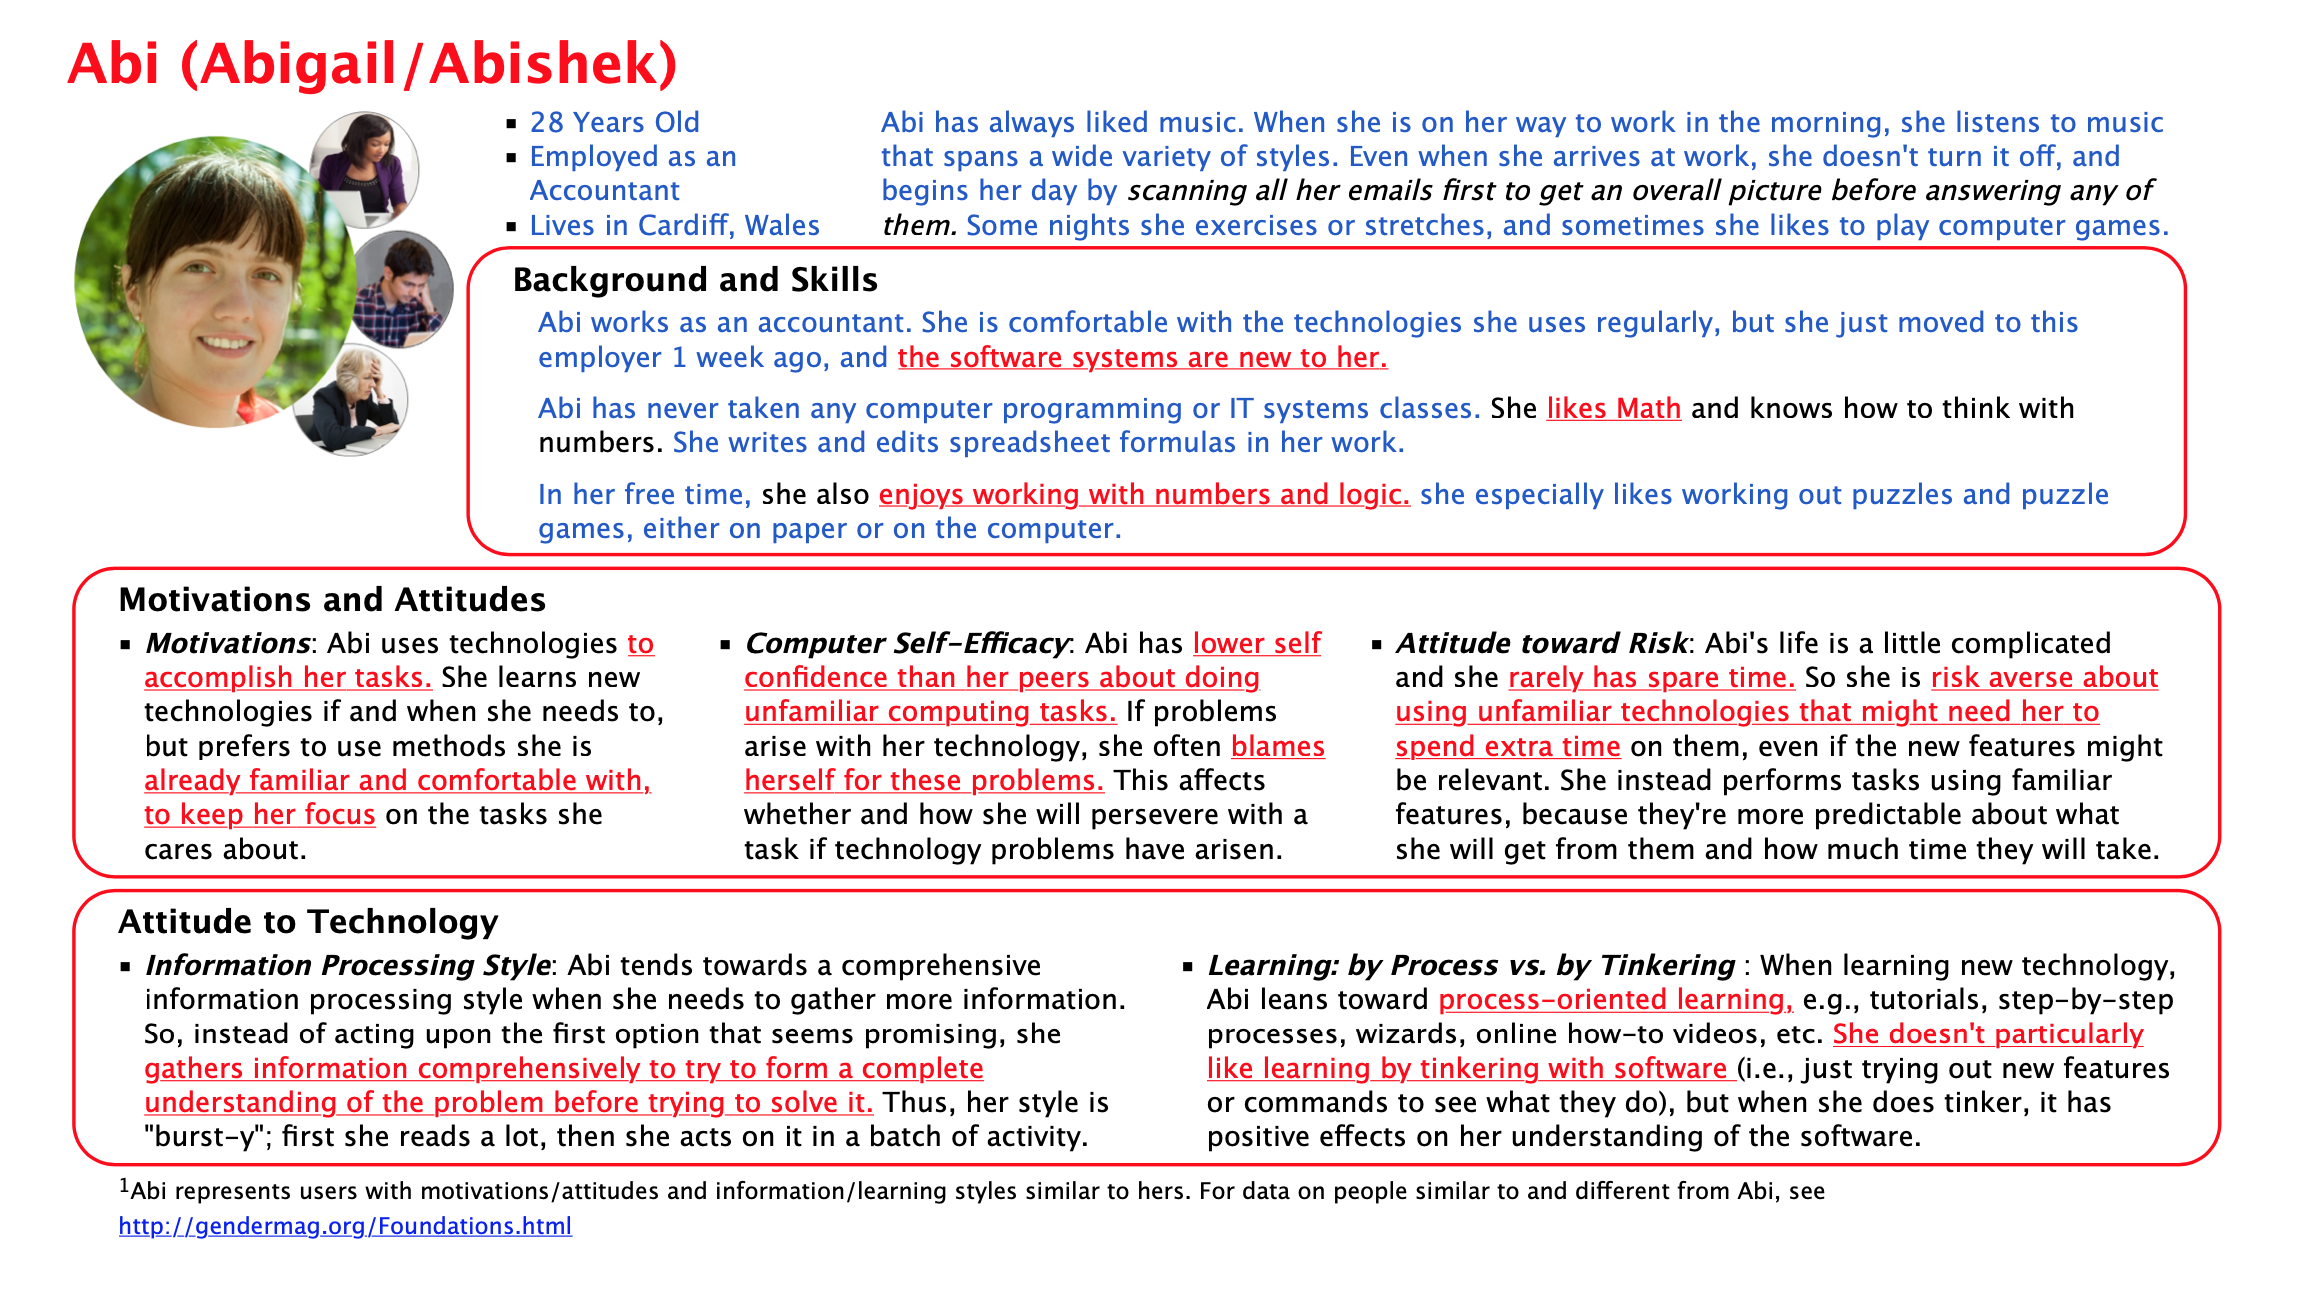 Abi (Abigail/Abishek)
▪ 28 Years Old
▪ Employed as an
Accountant
▪ Lives in Cardiff, Wales
Abi has always liked music. When she is on her way to work in the morning, she listens to music
that spans a wide variety of styles. Even when she arrives at work, she doesn't turn it off, and
begins her day by scanning all her emails first to get an overall picture before answering any of
them. Some nights she exercises or stretches, and sometimes she likes to play computer games.
Background and Skills
Abi works as an accountant. She is comfortable with the technologies she uses regularly, but she just moved to this
employer 1 week ago, and the software systems are new to her.
Abi has never taken any computer programming or IT systems classes. She likes Math and knows how to think with
numbers. She writes and edits spreadsheet formulas in her work.
In her free time, she also enjoys working with numbers and logic. she especially likes working out puzzles and puzzle
games, either on paper or on the computer.
Motivations and Attitudes
▪ Motivations: Abi uses technologies to
accomplish her tasks. She learns new
technologies if and when she needs to,
but prefers to use methods she is
already familiar and comfortable with,
to keep her focus on the tasks she
cares about.
▪ Computer Self-Efficacy: Abi has lower self
confidence than her peers about doing
unfamiliar computing tasks. If problems
arise with her technology, she often blames
herself for these problems. This affects
whether and how she will persevere with a
task if technology problems have arisen.
▪ Attitude toward Risk: Abi's life is a little complicated
and she rarely has spare time. So she is risk averse about
using unfamiliar technologies that might need her to
spend extra time on them, even if the new features might
be relevant. She instead performs tasks using familiar
features, because they're more predictable about what
she will get from them and how much time they will take.
Attitude to Technology
▪ Information Processing Style: Abi tends towards a comprehensive
information processing style when she needs to gather more information.
So, instead of acting upon the first option that seems promising, she
gathers information comprehensively to try to form a complete
understanding of the problem before trying to solve it. Thus, her style is
"burst-y"; first she reads a lot, then she acts on it in a batch of activity.
▪ Learning: by Process vs. by Tinkering : When learning new technology,
Abi leans toward process-oriented learning, e.g., tutorials, step-by-step
processes, wizards, online how-to videos, etc. She doesn't particularly
like learning by tinkering with software (i.e., just trying out new features
or commands to see what they do), but when she does tinker, it has
positive effects on her understanding of the software.
¹Abi represents users with motivations/attitudes and information/learning styles similar to hers. For data on people similar to and different from Abi, see
http://gendermag.org/Foundations.html